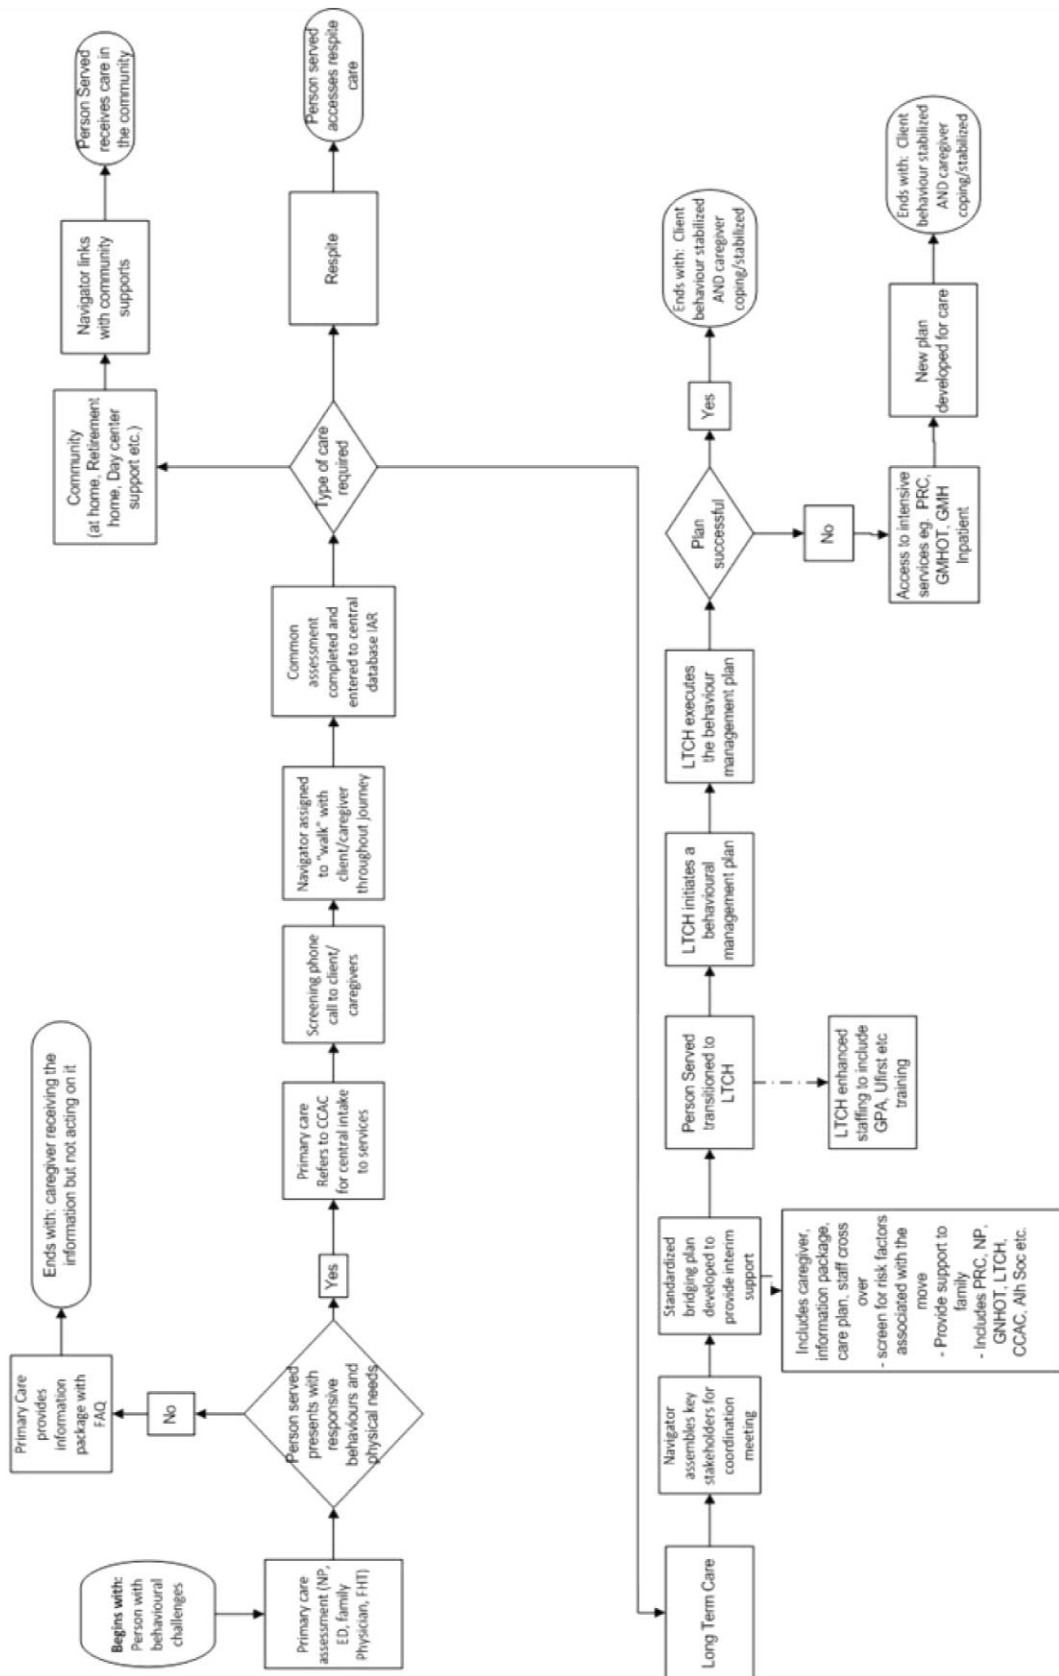 Begins with:
Person with
behavioural
challenges
Primary care
assessment (NP,
ED, family
Physician, FHT)
Person served
presents with
responsive
behaviours and
physical needs
No
Primary Care
provides
information
package with
FAQ
Ends with: caregiver receiving the
information but not acting on it
Yes
Primary care
Refers to CCAC
for central intake
to services
Screening phone
call to client/
caregivers
Navigator assigned
to "walk" with
client/caregiver
throughout journey
Common
assessment
completed and
entered to central
database IAR
Type of care
required
Community
(at home, Retirement
home, Day center
support etc.)
Navigator links
with community
supports
Person Served
receives care in
the community
Respite
Person served
accesses respite
care
Long Term Care
Navigator
assembles key
stakeholders for
coordination
meeting
Standardized
bridging plan
developed to
provide interim
support
Includes caregiver,
information package,
care plan, staff cross
over
- screen for risk factors
associated with the
move
- Provide support to
family
- Includes PRC, NP,
GNHOT, LTCH,
CCAC, Alh Soc etc.
Person Served
transitioned to
LTCH
LTCH enhanced
staffing to include
GPA, Ufirst etc
training
LTCH initiates a
behavioural
management plan
LTCH executes
the behaviour
management plan
Plan
successful
Yes
Ends with: Client
behaviour stabilized
AND caregiver
coping/stabilized
No
Access to intensive
services eg. PRC,
GMHOT, GMH
Inpatient
New plan
developed for care
Ends with: Client
behaviour stabilized
AND caregiver
coping/stabilized